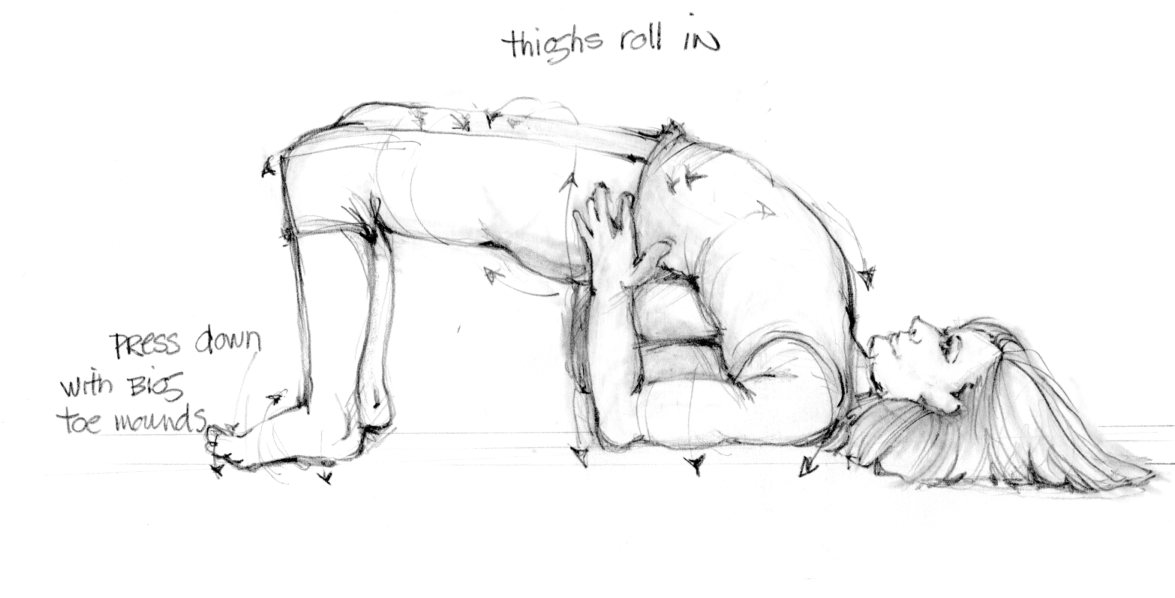 thighs roll in
press down
with Big
toe mounds